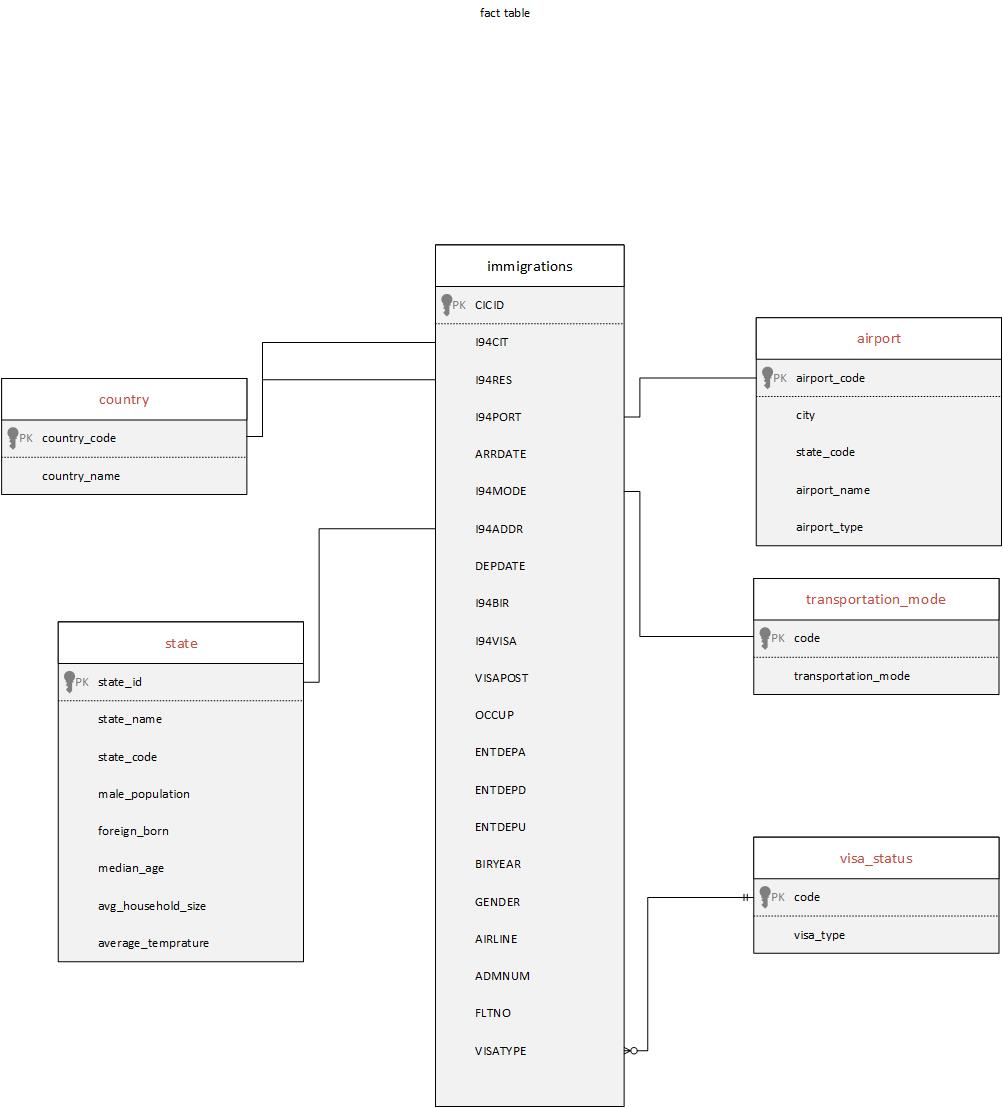 fact table
immigrations
PK CICID
I94CIT
I94RES
I94PORT
ARRDATE
I94MODE
I94ADDR
DEPDATE
I94BIR
I94VISA
VISAPOST
OCCUP
ENTDEPA
ENTDEPD
ENTDEPU
BIRYEAR
GENDER
AIRLINE
ADMNUM
FLTNO
VISATYPE
country
PK country_code
country_name
state
PK state_id
state_name
state_code
male_population
foreign_born
median_age
avg_household_size
average_temprature
airport
PK airport_code
city
state_code
airport_name
airport_type
transportation_mode
PK code
transportation_mode
visa_status
PK code
visa_type